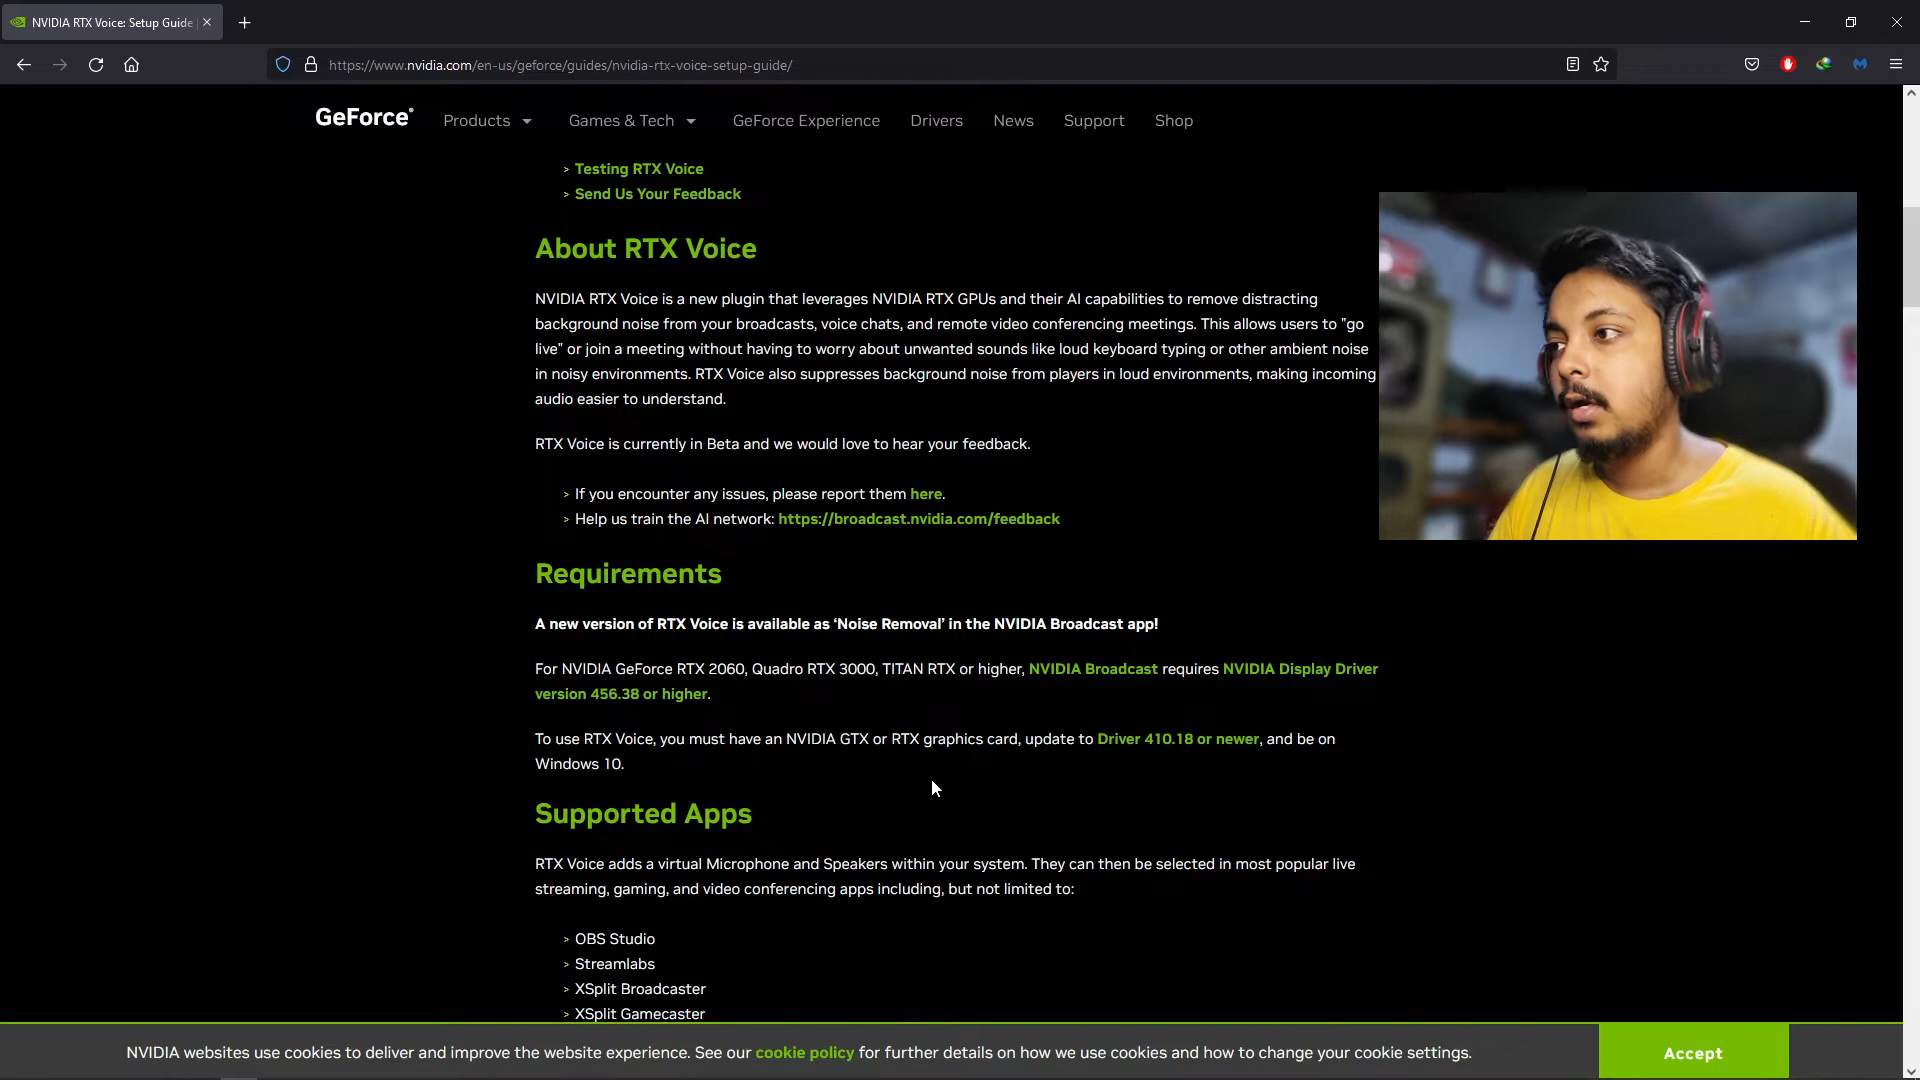 NVIDIA RTX Voice: Setup Guide
https://www.nvidia.com/en-us/geforce/guides/nvidia-rtx-voice-setup-guide/
GeForce® Products Games & Tech GeForce Experience Drivers News Support Shop
> Testing RTX Voice
> Send Us Your Feedback
About RTX Voice
NVIDIA RTX Voice is a new plugin that leverages NVIDIA RTX GPUs and their AI capabilities to remove distracting
background noise from your broadcasts, voice chats, and remote video conferencing meetings. This allows users to "go
live" or join a meeting without having to worry about unwanted sounds like loud keyboard typing or other ambient noise
in noisy environments. RTX Voice also suppresses background noise from players in loud environments, making incoming
audio easier to understand.
RTX Voice is currently in Beta and we would love to hear your feedback.
> If you encounter any issues, please report them here.
> Help us train the AI network: https://broadcast.nvidia.com/feedback
Requirements
A new version of RTX Voice is available as ‘Noise Removal’ in the NVIDIA Broadcast app!
For NVIDIA GeForce RTX 2060, Quadro RTX 3000, TITAN RTX or higher, NVIDIA Broadcast requires NVIDIA Display Driver
version 456.38 or higher.
To use RTX Voice, you must have an NVIDIA GTX or RTX graphics card, update to Driver 410.18 or newer, and be on
Windows 10.
Supported Apps
RTX Voice adds a virtual Microphone and Speakers within your system. They can then be selected in most popular live
streaming, gaming, and video conferencing apps including, but not limited to:
> OBS Studio
> Streamlabs
> XSplit Broadcaster
> XSplit Gamecaster
NVIDIA websites use cookies to deliver and improve the website experience. See our cookie policy for further details on how we use cookies and how to change your cookie settings.
Accept